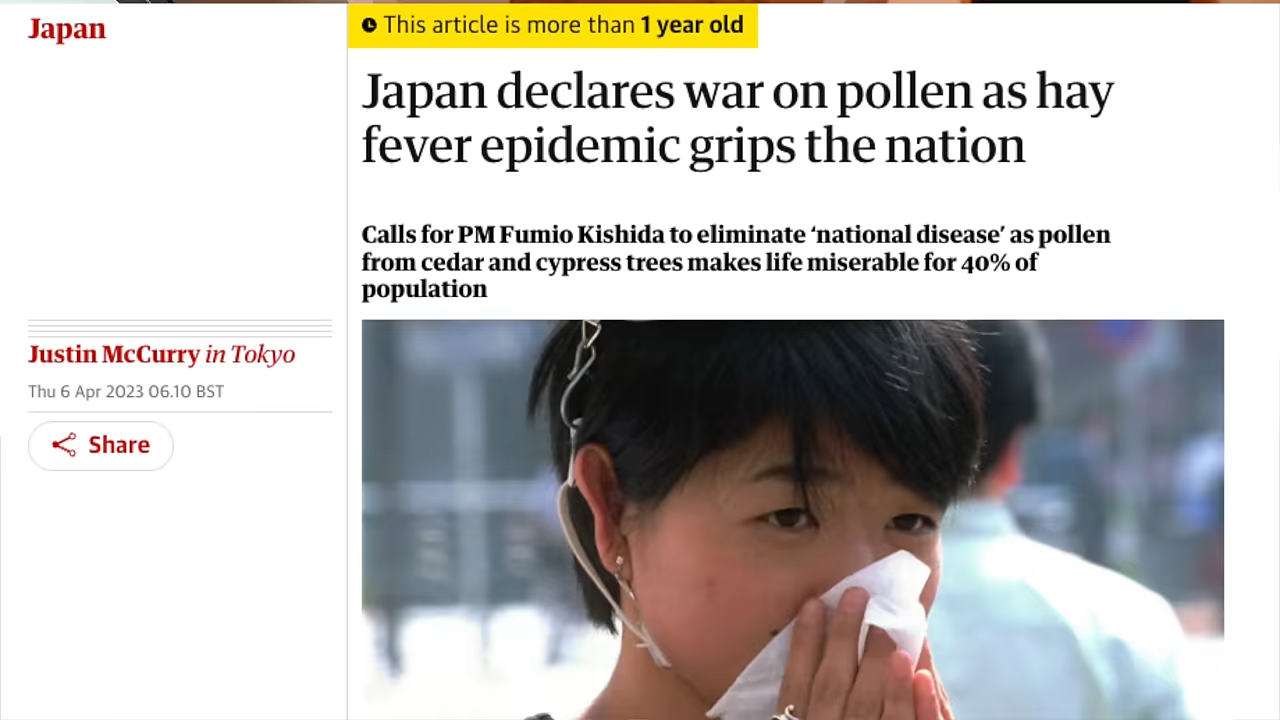 Japan
This article is more than 1 year old
Japan declares war on pollen as hay
fever epidemic grips the nation
Calls for PM Fumio Kishida to eliminate ‘national disease’ as pollen
from cedar and cypress trees makes life miserable for 40% of
population
Justin McCurry in Tokyo
Thu 6 Apr 2023 06.10 BST
Share